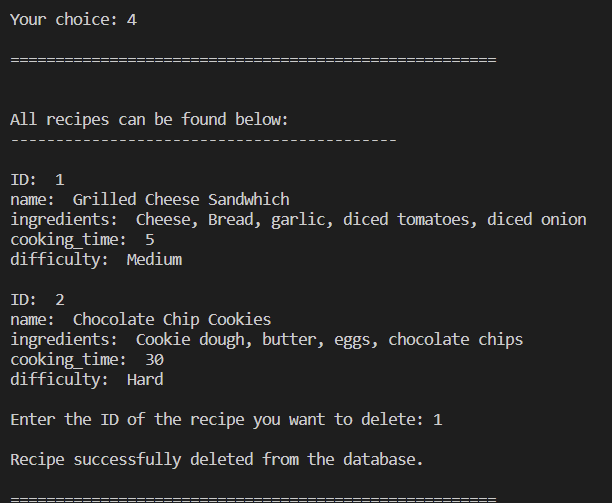 Your choice: 4
======================================================
All recipes can be found below:
-------------------------------------------
ID:  1
name:  Grilled Cheese Sandwhich
ingredients:  Cheese, Bread, garlic, diced tomatoes, diced onion
cooking_time:  5
difficulty:  Medium
ID:  2
name:  Chocolate Chip Cookies
ingredients:  Cookie dough, butter, eggs, chocolate chips
cooking_time:  30
difficulty:  Hard
Enter the ID of the recipe you want to delete: 1
Recipe successfully deleted from the database.
======================================================